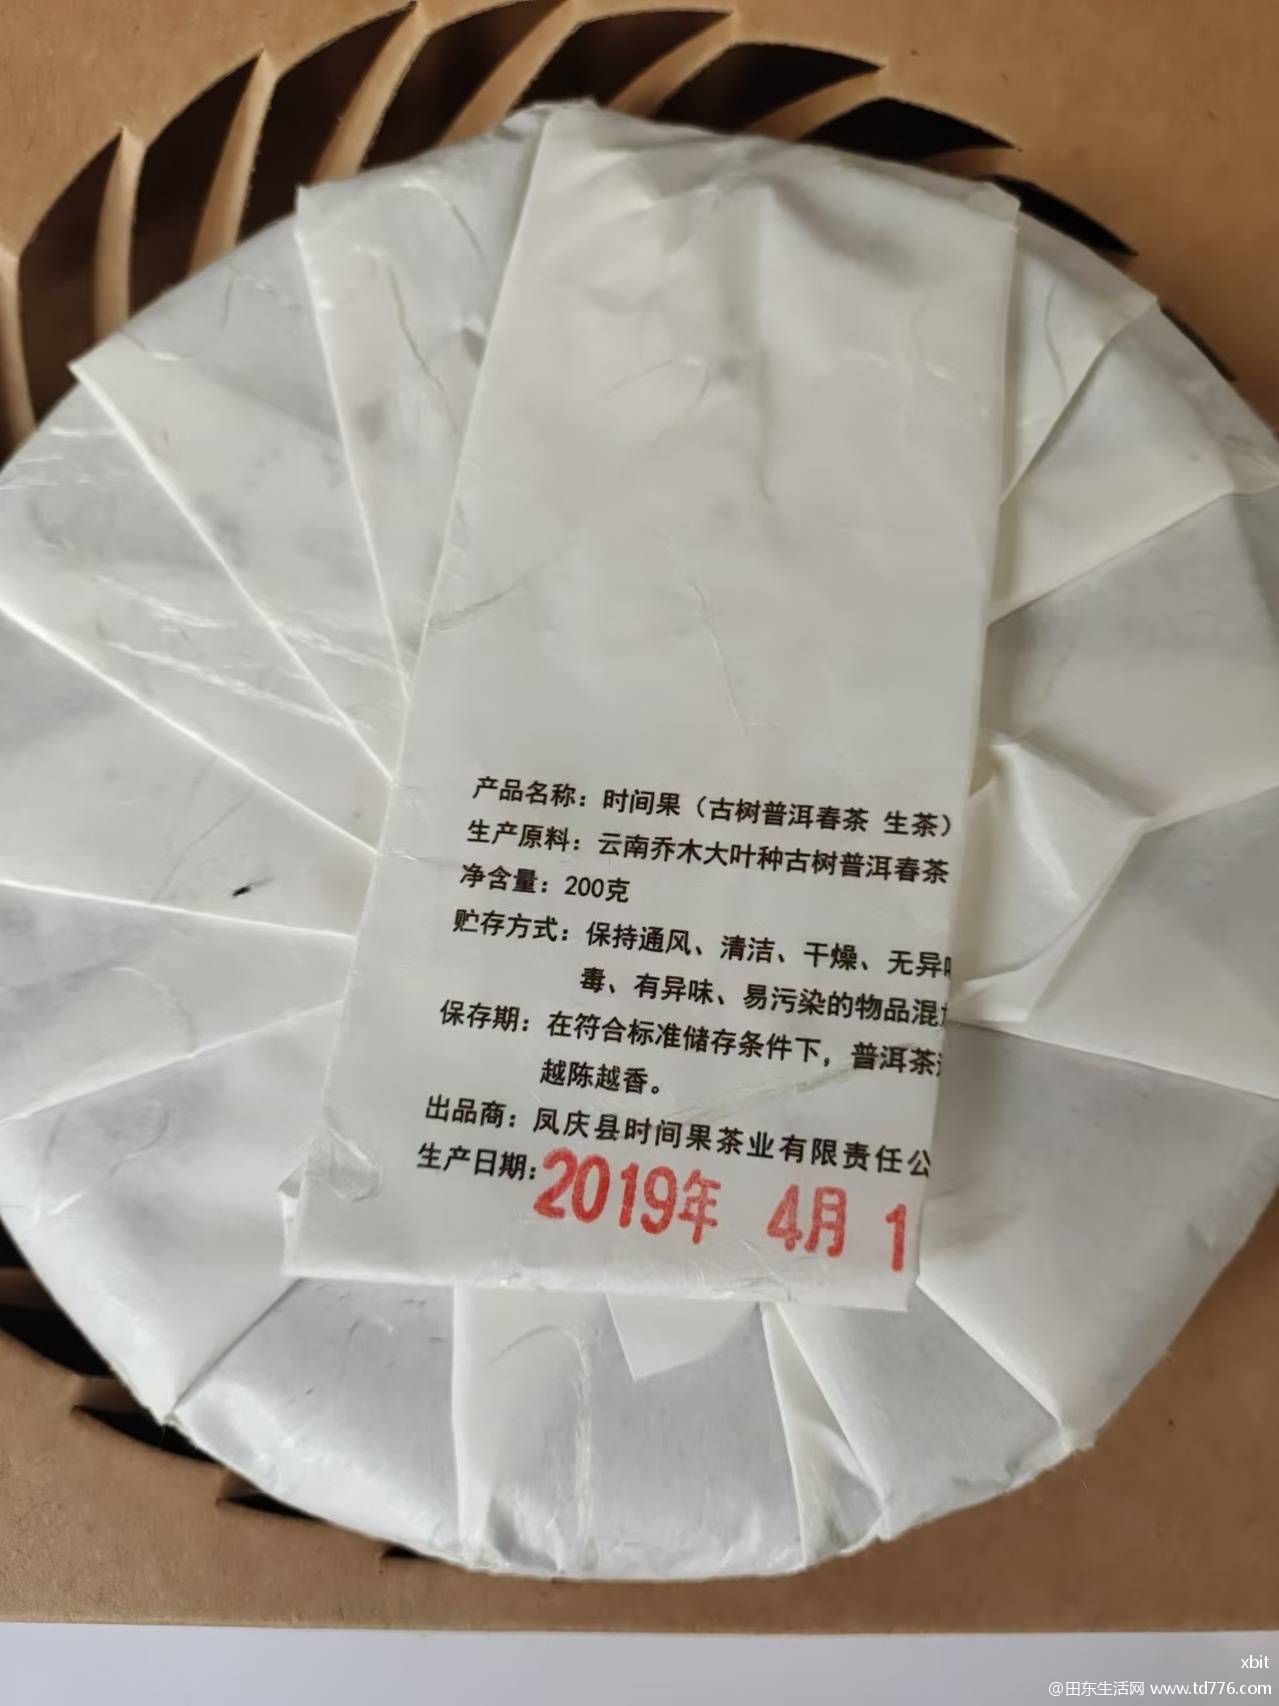 产品名称：时间果（古树普洱春茶 生茶）
生产原料：云南乔木大叶种古树普洱春茶
净含量：200克
贮存方式：保持通风、清洁、干燥、无异
毒、有异味、易污染的物品混
保存期：在符合标准储存条件下，普洱茶
越陈越香。
出品商：凤庆县时间果茶业有限责任公
生产日期：2019年 4月 1
xbit
@田东生活网 www.td776.com